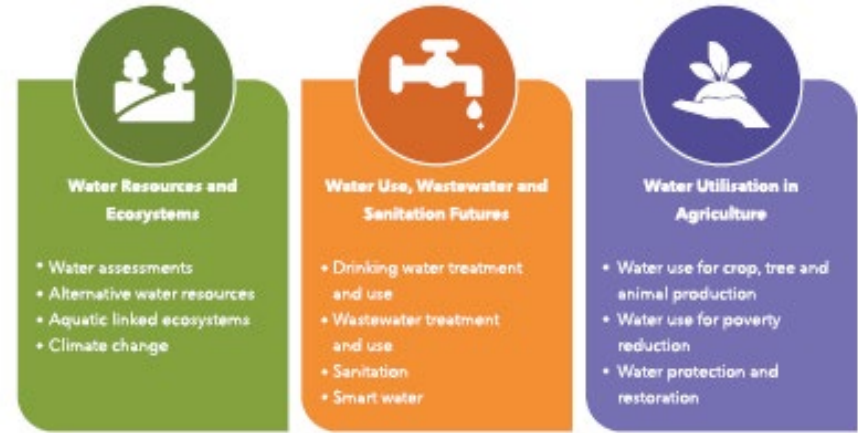 Water Resources and
Ecosystems
• Water assessments
• Alternative water resources
• Aquatic linked ecosystems
• Climate change
Water Use, Wastewater and
Sanitation Futures
• Drinking water treatment
and use
• Wastewater treatment
and use
• Sanitation
• Smart water
Water Utilisation in
Agriculture
• Water use for crop, tree and
animal production
• Water use for poverty
reduction
• Water protection and
restoration